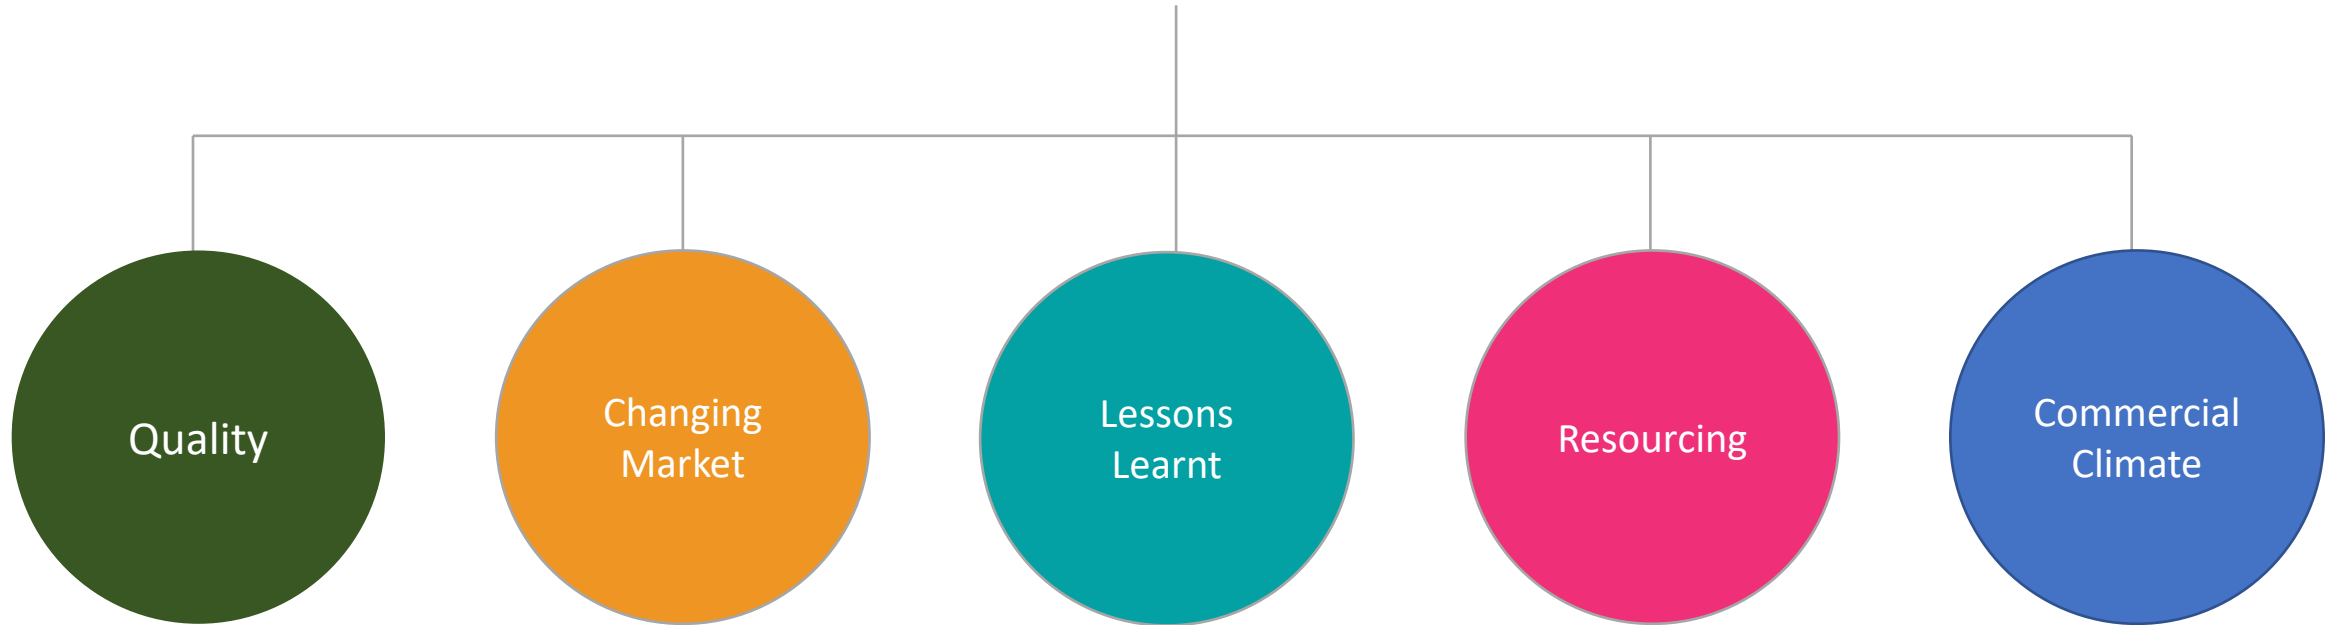 Quality
Changing
Market
Lessons
Learnt
Resourcing
Commercial
Climate